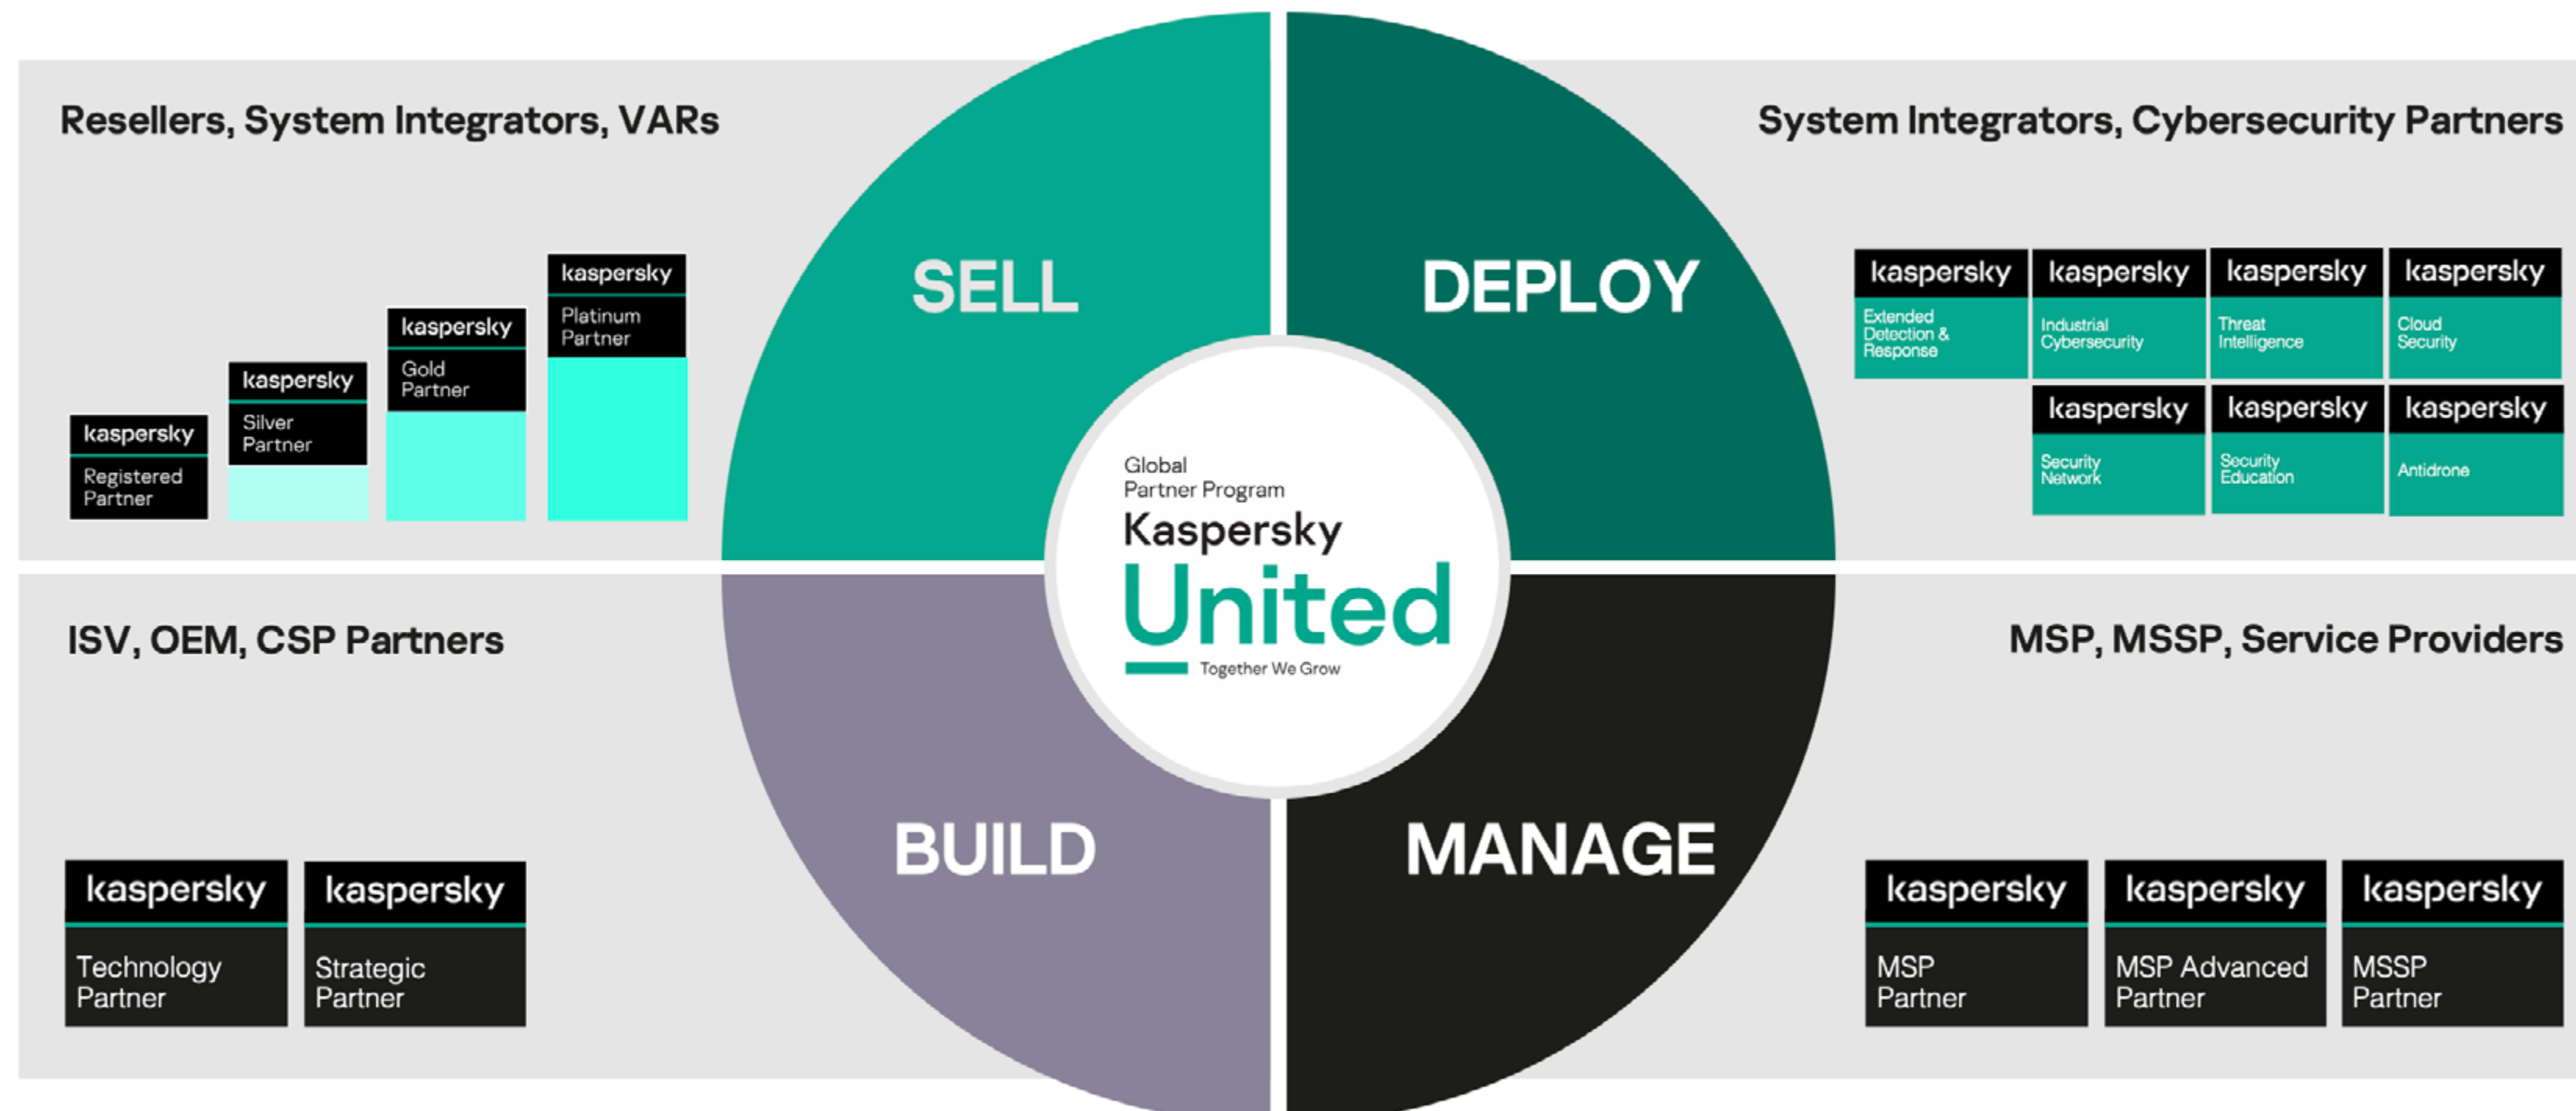 Resellers, System Integrators, VARs
kaspersky
Registered
Partner
kaspersky
Silver
Partner
kaspersky
Gold
Partner
kaspersky
Platinum
Partner
SELL
DEPLOY
System Integrators, Cybersecurity Partners
kaspersky
Extended
Detection &
Response
kaspersky
Industrial
Cybersecurity
kaspersky
Threat
Intelligence
kaspersky
Cloud
Security
kaspersky
Security
Network
kaspersky
Security
Education
kaspersky
Antidrone
Global
Partner Program
Kaspersky
United
Together We Grow
ISV, OEM, CSP Partners
kaspersky
Technology
Partner
kaspersky
Strategic
Partner
BUILD
MANAGE
MSP, MSSP, Service Providers
kaspersky
MSP
Partner
kaspersky
MSP Advanced
Partner
kaspersky
MSSP
Partner